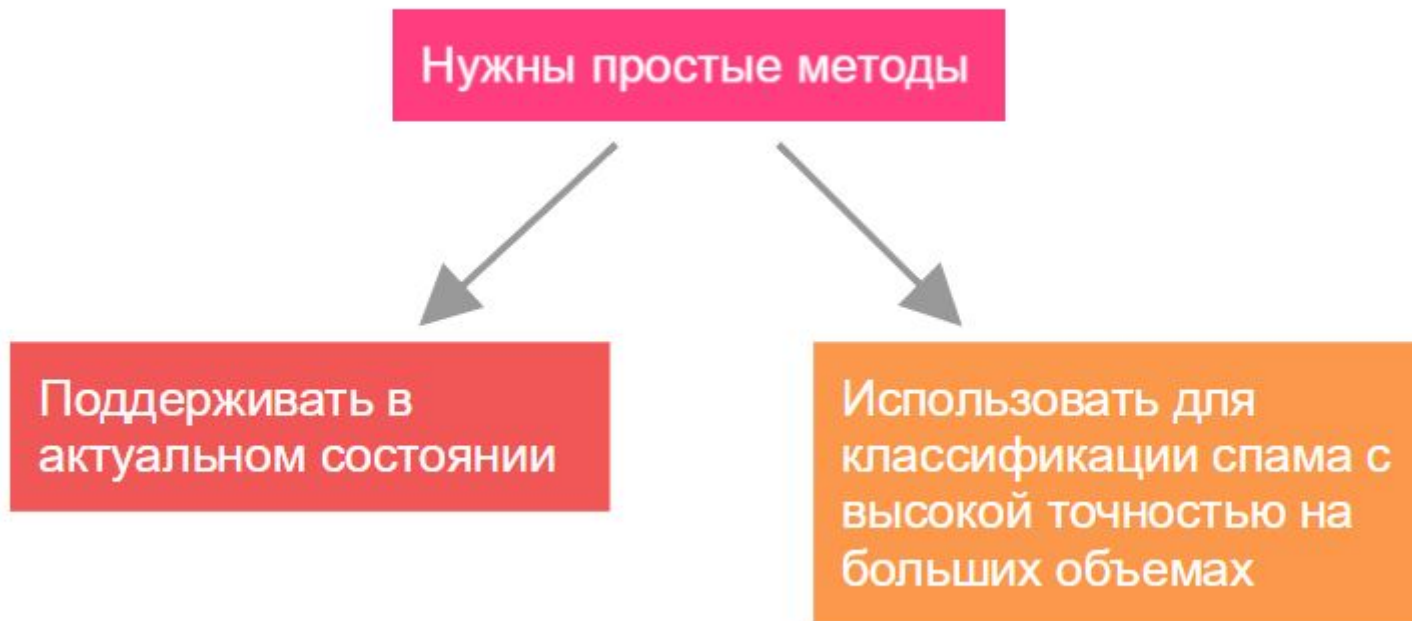 Нужны простые методы
Поддерживать в
актуальном состоянии
Использовать для
классификации спама с
высокой точностью на
больших объемах